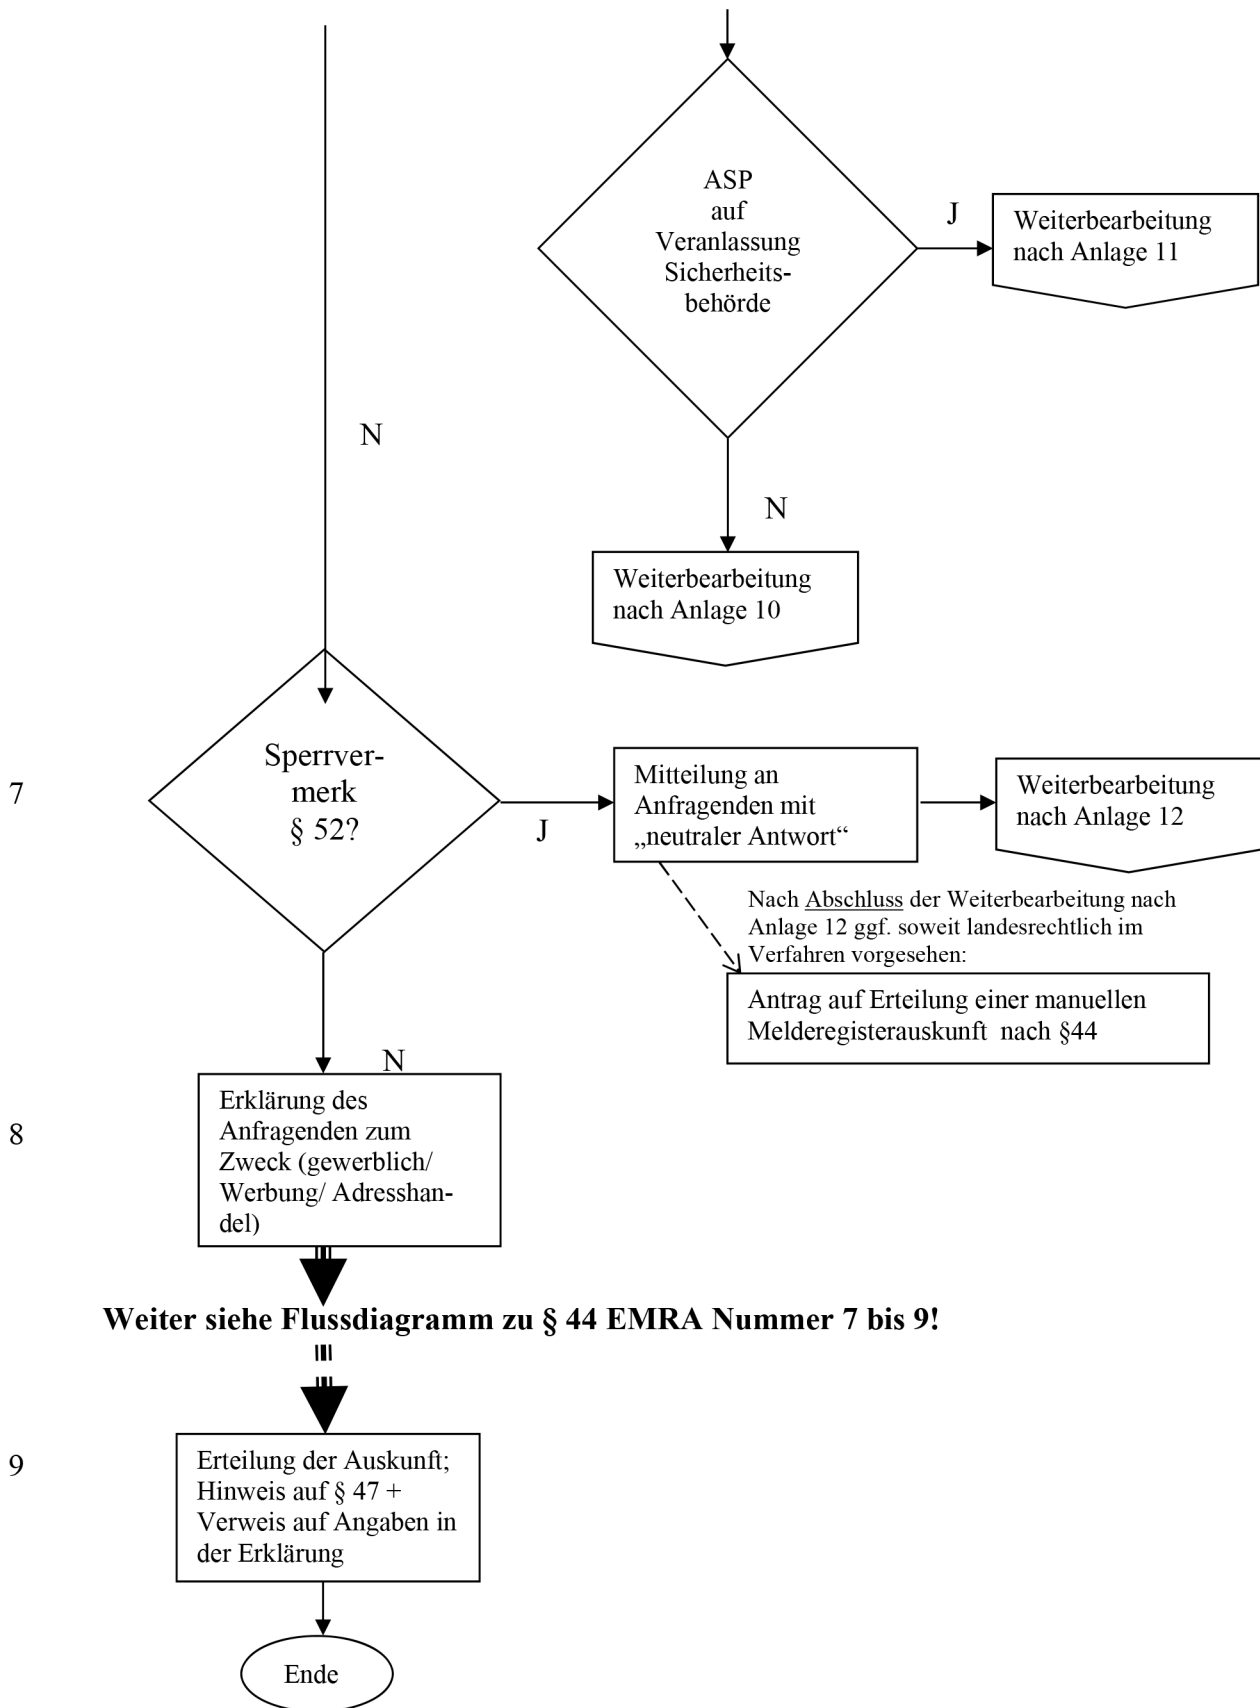 ASP
auf
Veranlassung
Sicherheits-
behörde
J
Weiterbearbeitung
nach Anlage 11
N
N
Weiterbearbeitung
nach Anlage 10
7
Sperrver-
merk
§ 52?
J
Mitteilung an
Anfragenden mit
„neutraler Antwort“
Weiterbearbeitung
nach Anlage 12
Nach Abschluss der Weiterbearbeitung nach
Anlage 12 ggf. soweit landesrechtlich im
Verfahren vorgesehen:
Antrag auf Erteilung einer manuellen
Melderegisterauskunft nach §44
N
8
Erklärung des
Anfragenden zum
Zweck (gewerblich/
Werbung/ Adresshan-
del)
Weiter siehe Flussdiagramm zu § 44 EMRA Nummer 7 bis 9!
9
Erteilung der Auskunft;
Hinweis auf § 47 +
Verweis auf Angaben in
der Erklärung
Ende